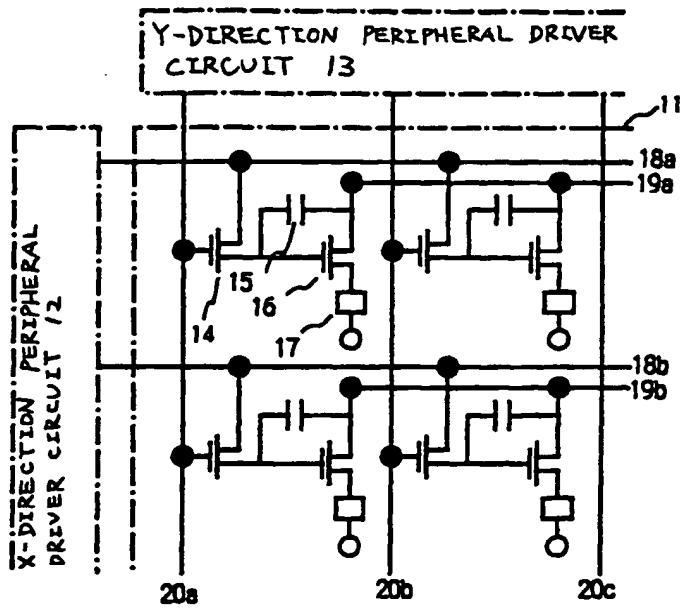 Y-DIRECTION PERIPHERAL DRIVER
CIRCUIT 13
11
18a
19a
X-DIRECTION PERIPHERAL
DRIVER CIRCUIT 12
14
15
16
17
18b
19b
20a
20b
20c